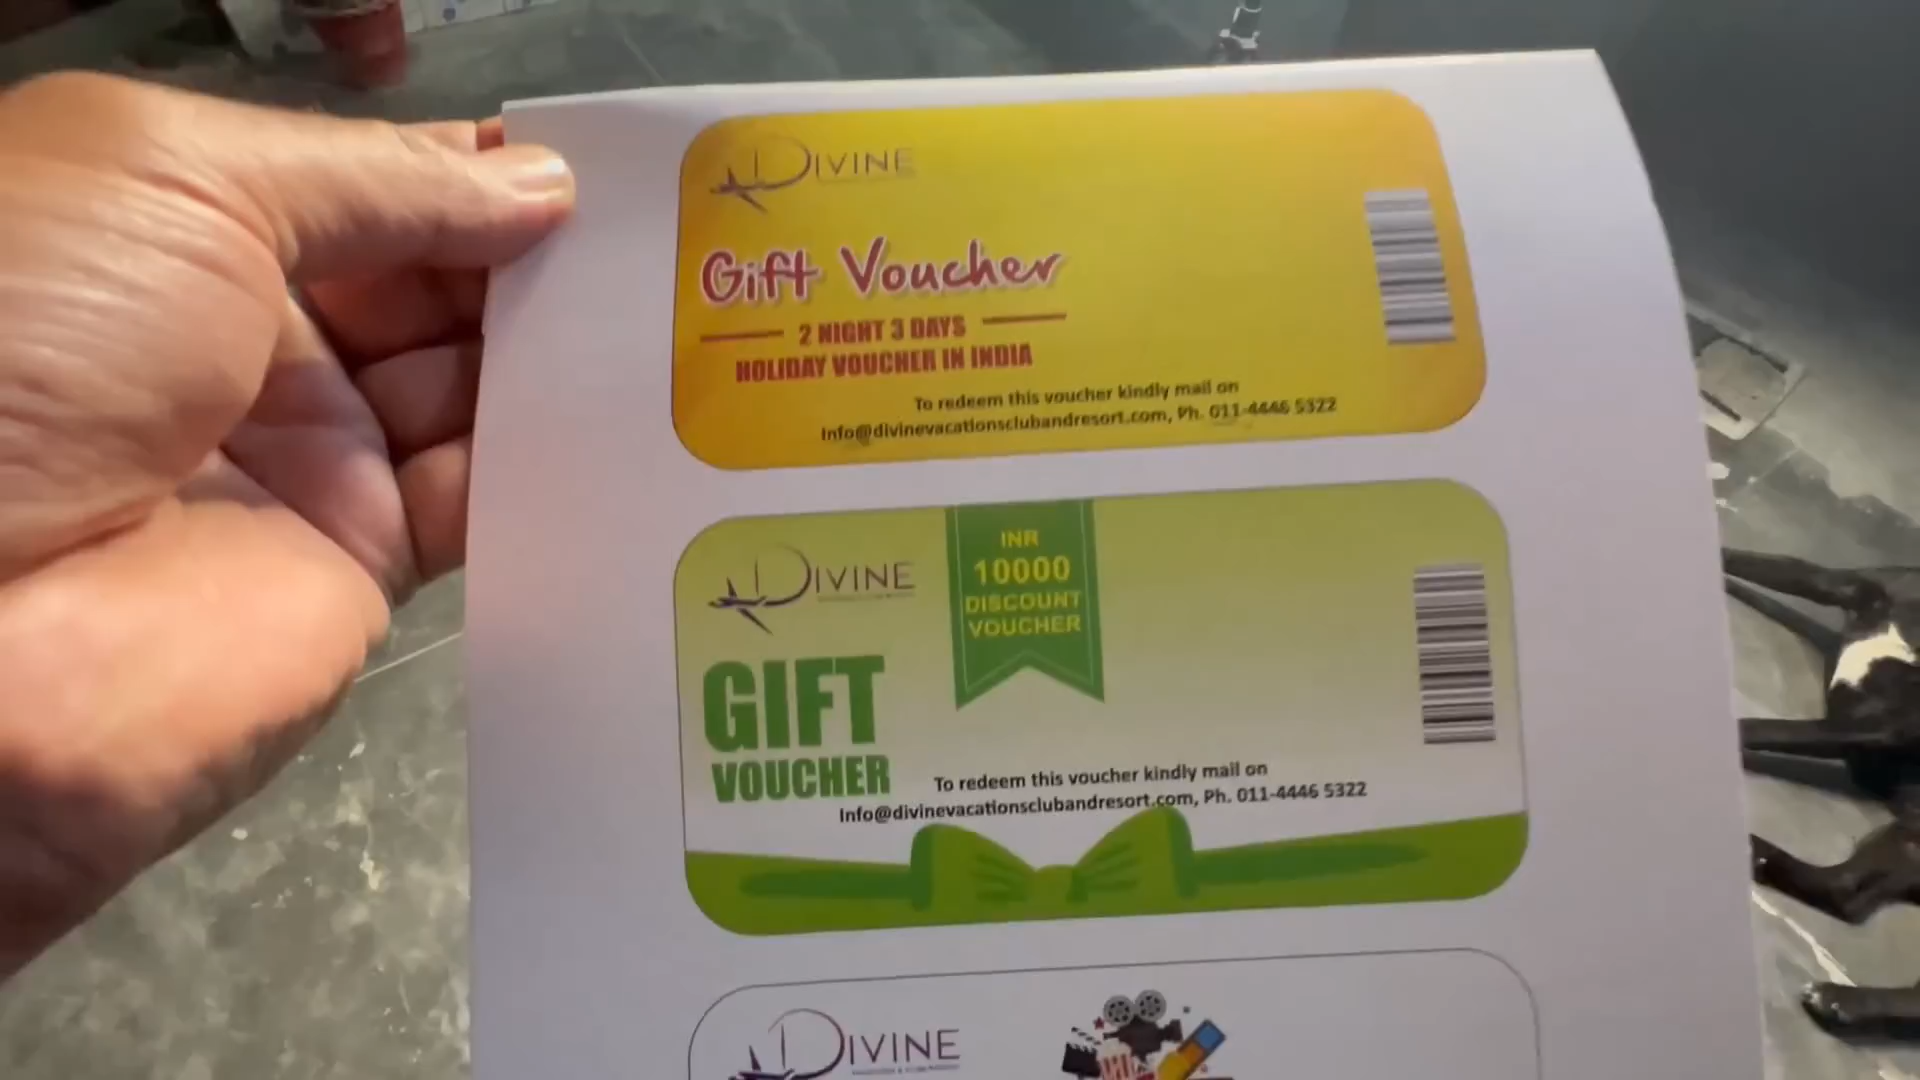 DIVINE
Gift Voucher
2 NIGHT 3 DAYS
HOLIDAY VOUCHER IN INDIA
To redeem this voucher kindly mail on
Info@divinevacationsclubandresort.com, Ph. 011-4446 5322
DIVINE
INR
10000
DISCOUNT
VOUCHER
GIFT
VOUCHER
To redeem this voucher kindly mail on
Info@divinevacationsclubandresort.com, Ph. 011-4446 5322
DIVINE